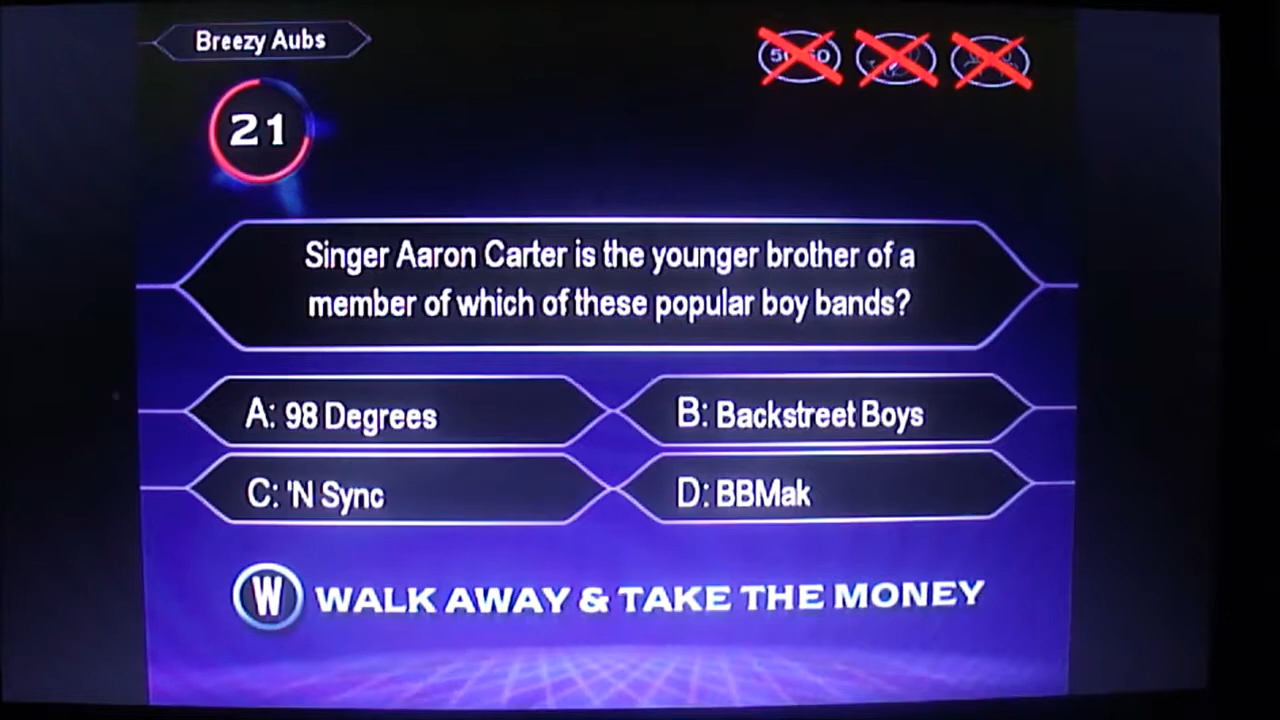 Breezy Aubs
21
Singer Aaron Carter is the younger brother of a
member of which of these popular boy bands?
A: 98 Degrees
B: Backstreet Boys
C: 'N Sync
D: BBMak
W WALK AWAY & TAKE THE MONEY